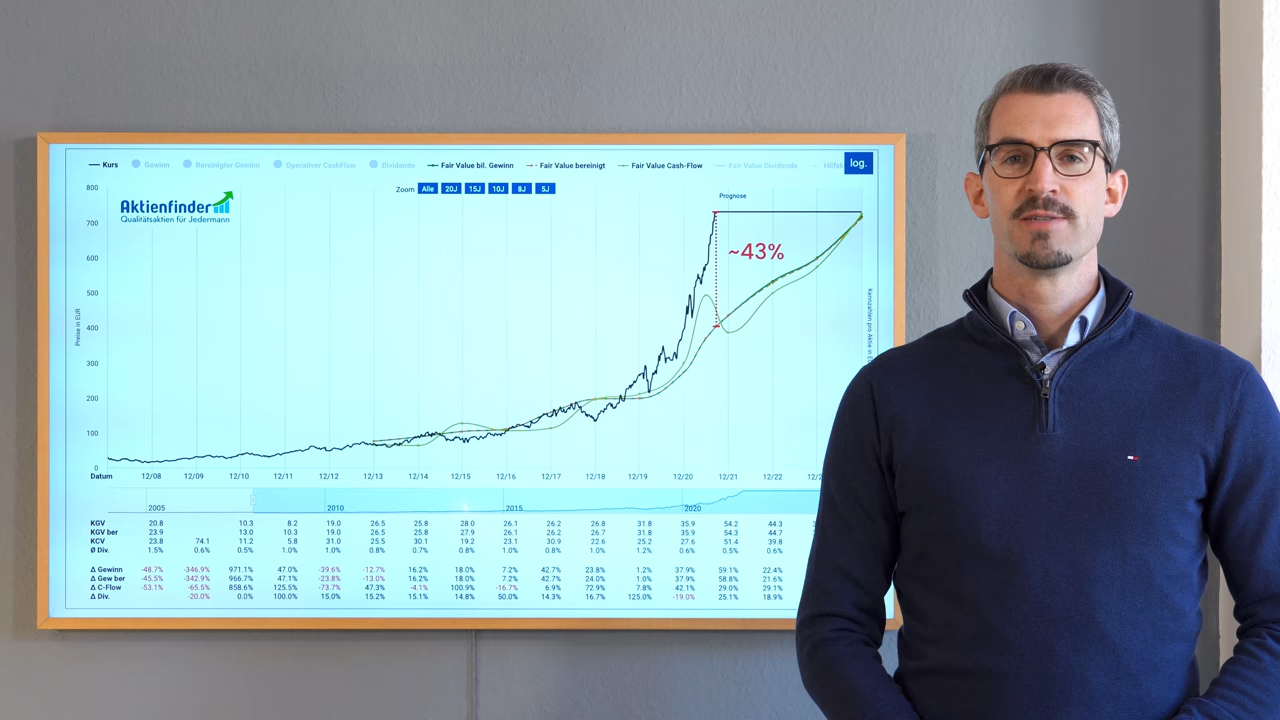 Kurs Gewinn Bereinigter Gewinn Operativer CashFlow Dividende Fair Value bil. Gewinn Fair Value bereinigt Fair Value Cash-Flow Fair Value Dividende log.
Zoom Alle 20J 15J 10J 8J 5J
Prognose
Aktienfinder
Qualitätsaktien für Jedermann
~43%
800
700
600
500
400
300
200
100
0
Preise in EUR
Kennzahlen pro Aktie in
Datum 12/08 12/09 12/10 12/11 12/12 12/13 12/14 12/15 12/16 12/17 12/18 12/19 12/20 12/21 12/22
2005 2010 2015 2020
KGV 20.8 10.3 8.2 19.0 26.5 25.8 28.0 26.1 26.2 26.8 31.8 35.9 54.2 44.3
KGV ber 23.9 13.0 10.3 19.0 26.5 25.8 27.9 26.1 26.2 26.7 31.8 35.9 54.3 44.7
KCV 23.8 74.1 11.2 5.8 31.0 25.5 30.1 19.2 23.1 30.9 22.6 25.2 27.6 51.4 39.8
Ø Div. 1.5% 0.6% 0.5% 1.0% 1.0% 0.8% 0.7% 0.8% 1.0% 0.8% 1.0% 1.2% 0.6% 0.5% 0.6%
Δ Gewinn -48.7% -346.9% 971.1% 47.0% -39.6% -12.7% 16.2% 18.0% 7.2% 42.7% 23.8% 1.2% 37.9% 59.1% 22.4%
Δ Gew ber -45.5% -342.9% 966.7% 47.1% -23.8% -13.0% 16.2% 18.0% 7.2% 42.7% 24.0% 1.0% 37.9% 58.8% 21.6%
Δ C-Flow -53.1% -65.5% 858.6% 125.5% -73.7% 47.3% -4.1% 100.9% -16.7% 6.9% 72.9% 7.8% 42.1% 29.0% 29.1%
Δ Div. -20.0% 0.0% 100.0% 15.0% 15.2% 15.1% 14.8% 50.0% 14.3% 16.7% 125.0% -19.0% 25.1% 18.9%